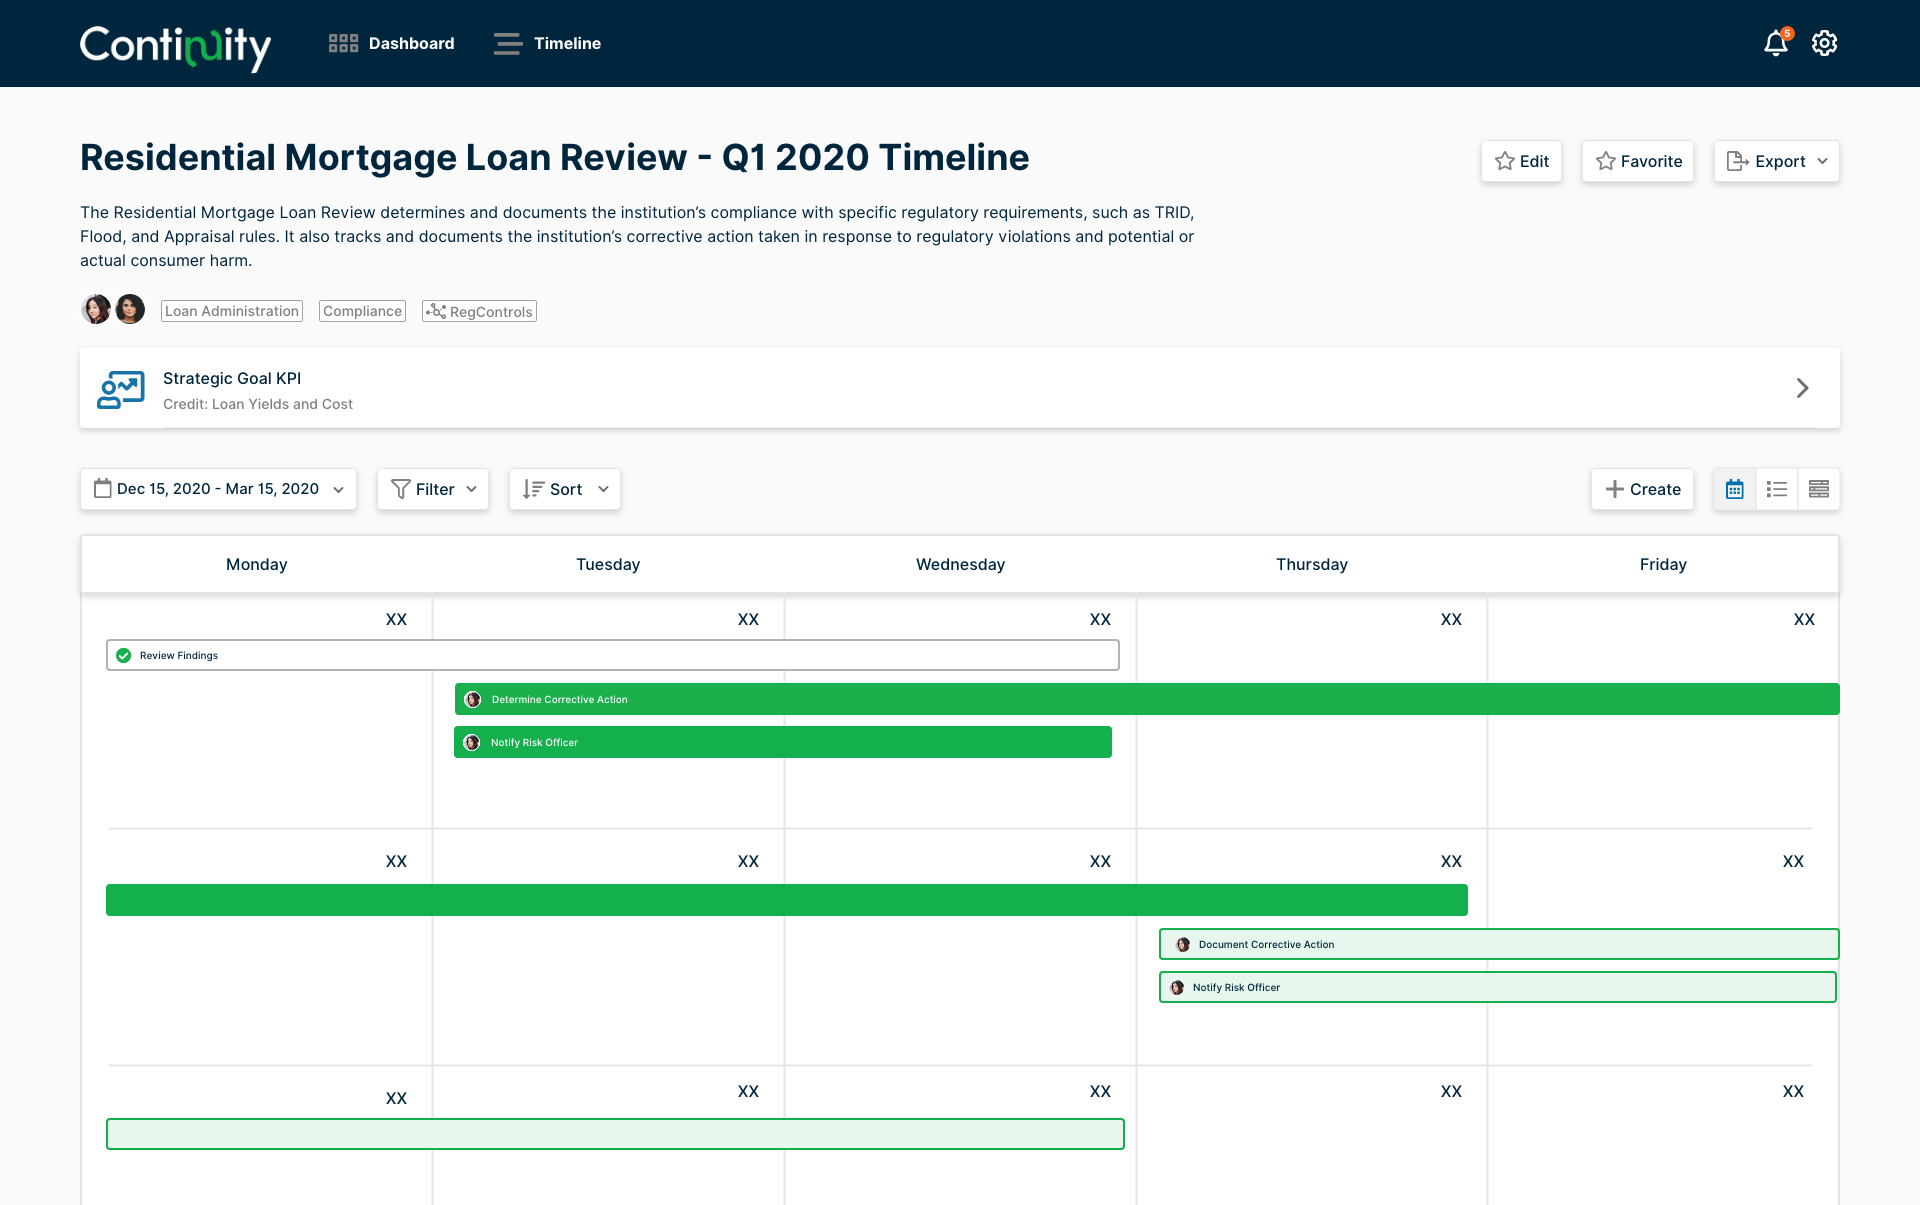 Continuity
Dashboard
Timeline
5
Residential Mortgage Loan Review - Q1 2020 Timeline
Edit
Favorite
Export
The Residential Mortgage Loan Review determines and documents the institution’s compliance with specific regulatory requirements, such as TRID,
Flood, and Appraisal rules. It also tracks and documents the institution’s corrective action taken in response to regulatory violations and potential or
actual consumer harm.
Loan Administration
Compliance
RegControls
Strategic Goal KPI
Credit: Loan Yields and Cost
Dec 15, 2020 - Mar 15, 2020
Filter
Sort
Create
Monday
Tuesday
Wednesday
Thursday
Friday
XX
XX
XX
XX
XX
Review Findings
Determine Corrective Action
Notify Risk Officer
XX
XX
XX
XX
XX
Document Corrective Action
Notify Risk Officer
XX
XX
XX
XX
XX